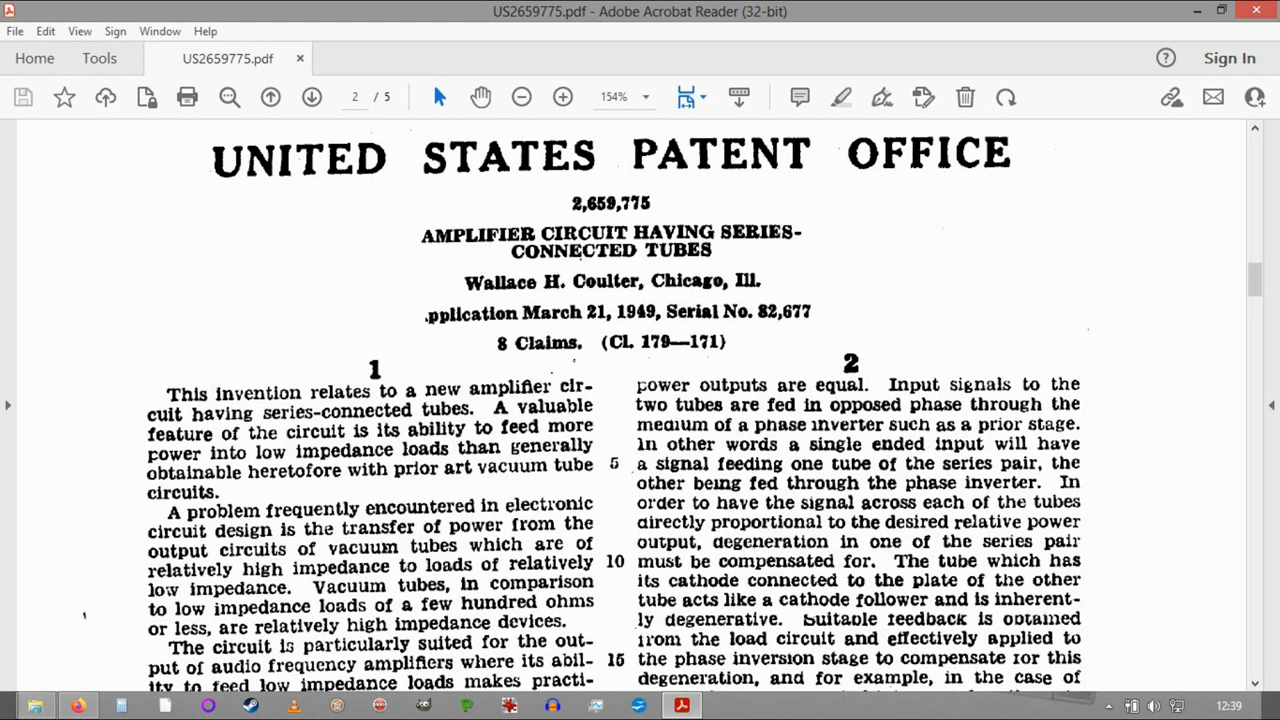 US2659775.pdf - Adobe Acrobat Reader (32-bit)
File Edit View Sign Window Help
Home Tools US2659775.pdf × ? Sign In
2 / 5 154%
UNITED STATES PATENT OFFICE
2,659,775
AMPLIFIER CIRCUIT HAVING SERIES-
CONNECTED TUBES
Wallace H. Coulter, Chicago, Ill.
pplication March 21, 1949, Serial No. 82,677
8 Claims. (Cl. 179—171)
1
This invention relates to a new amplifier cir-
cuit having series-connected tubes. A valuable
feature of the circuit is its ability to feed more
power into low impedance loads than generally
obtainable heretofore with prior art vacuum tube
circuits.
A problem frequently encountered in electronic
circuit design is the transfer of power from the
output circuits of vacuum tubes which are of
relatively high impedance to loads of relatively
low impedance. Vacuum tubes, in comparison
to low impedance loads of a few hundred ohms
or less, are relatively high impedance devices.
The circuit is particularly suited for the out-
put of audio frequency amplifiers where its abil-
ity to feed low impedance loads makes practi-
2
power outputs are equal. Input signals to the
two tubes are fed in opposed phase through the
medium of a phase inverter such as a prior stage.
In other words a single ended input will have
5 a signal feeding one tube of the series pair, the
other being fed through the phase inverter. In
order to have the signal across each of the tubes
directly proportional to the desired relative power
output, degeneration in one of the series pair
10 must be compensated for. The tube which has
its cathode connected to the plate of the other
tube acts like a cathode follower and is inherent-
ly degenerative. Suitable feedback is obtained
from the load circuit and effectively applied to
15 the phase inversion stage to compensate for this
degeneration, and for example, in the case of
12:39